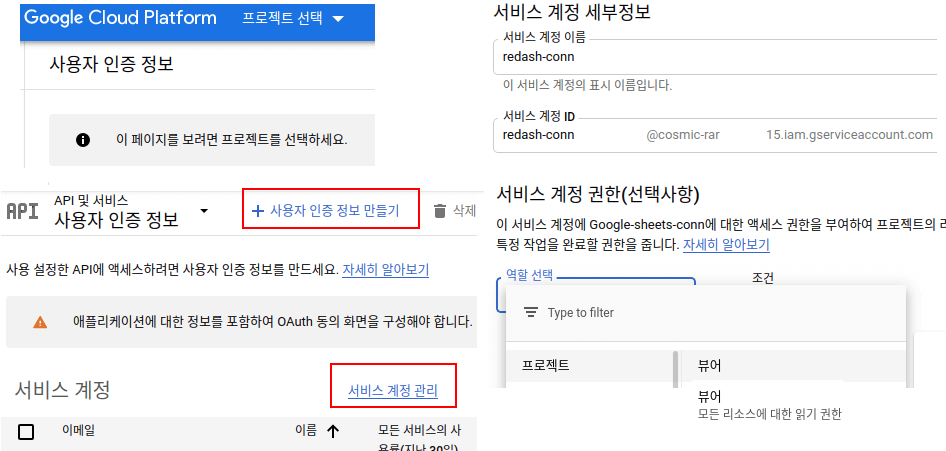 Google Cloud Platform 프로젝트 선택
사용자 인증 정보
이 페이지를 보려면 프로젝트를 선택하세요.
API API 및 서비스
사용자 인증 정보
+ 사용자 인증 정보 만들기
삭제
사용 설정한 API에 액세스하려면 사용자 인증 정보를 만드세요. 자세히 알아보기
애플리케이션에 대한 정보를 포함하여 OAuth 동의 화면을 구성해야 합니다.
서비스 계정
서비스 계정 관리
이메일
이름
모든 서비스의 사
용률(지난 30일)
서비스 계정 세부정보
서비스 계정 이름
redash-conn
이 서비스 계정의 표시 이름입니다.
서비스 계정 ID
redash-conn @cosmic-rar 15.iam.gserviceaccount.com
서비스 계정 권한(선택사항)
이 서비스 계정에 Google-sheets-conn에 대한 액세스 권한을 부여하여 프로젝트의 리
특정 작업을 완료할 권한을 줍니다. 자세히 알아보기
역할 선택
조건
Type to filter
프로젝트
뷰어
뷰어
모든 리소스에 대한 읽기 권한